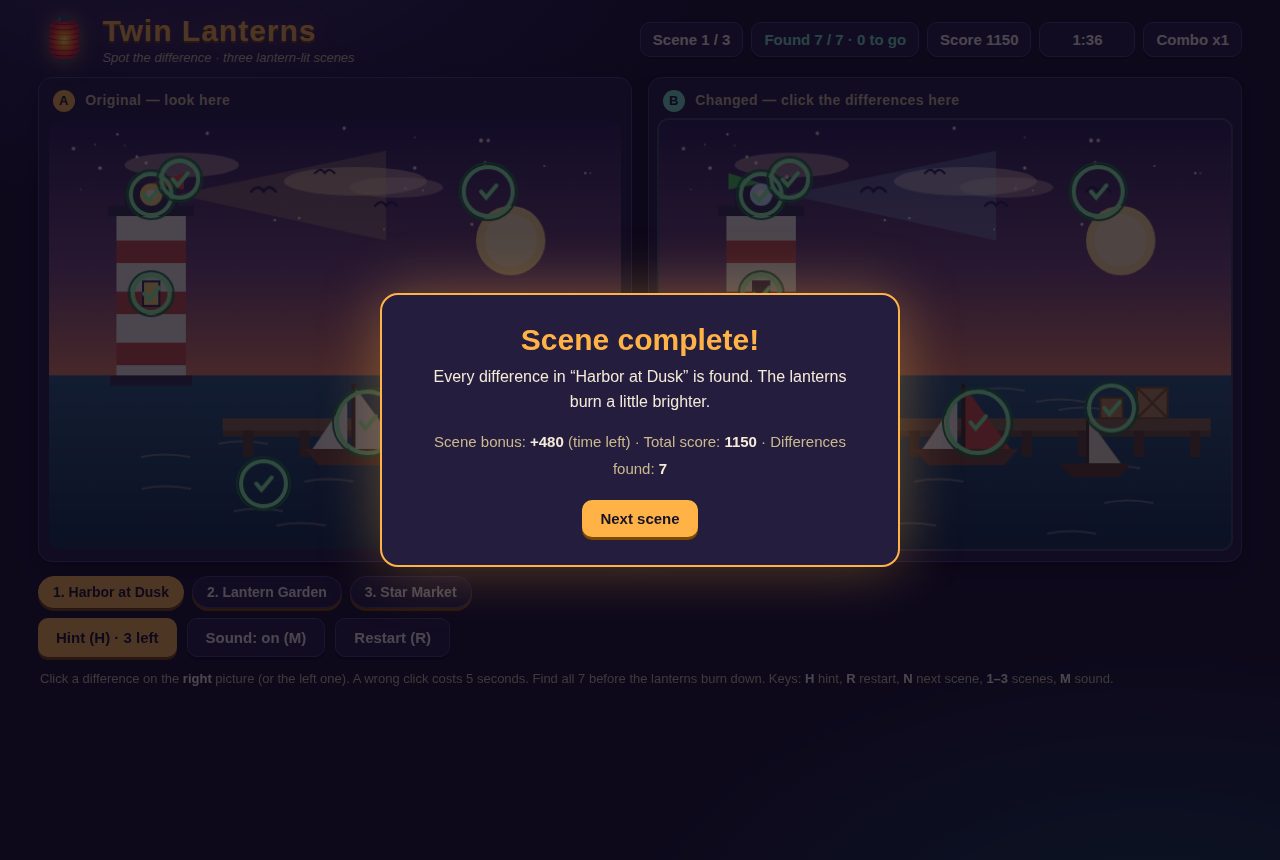 Twin Lanterns
Spot the difference · three lantern-lit scenes
Scene 1 / 3
Found 7 / 7 · 0 to go
Score 1150
1:36
Combo x1
A Original — look here
B Changed — click the differences here
Scene complete!
Every difference in “Harbor at Dusk” is found. The lanterns
burn a little brighter.
Scene bonus: +480 (time left) · Total score: 1150 · Differences
found: 7
Next scene
1. Harbor at Dusk
2. Lantern Garden
3. Star Market
Hint (H) · 3 left
Sound: on (M)
Restart (R)
Click a difference on the right picture (or the left one). A wrong click costs 5 seconds. Find all 7 before the lanterns burn down. Keys: H hint, R restart, N next scene, 1–3 scenes, M sound.